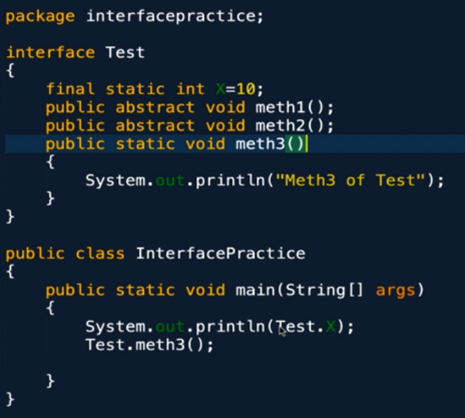 package interfacepractice;
interface Test
{
final static int X=10;
public abstract void meth1();
public abstract void meth2();
public static void meth3()
{
System.out.println("Meth3 of Test");
}
}
public class InterfacePractice
{
public static void main(String[] args)
{
System.out.println(Test.X);
Test.meth3();
}
}